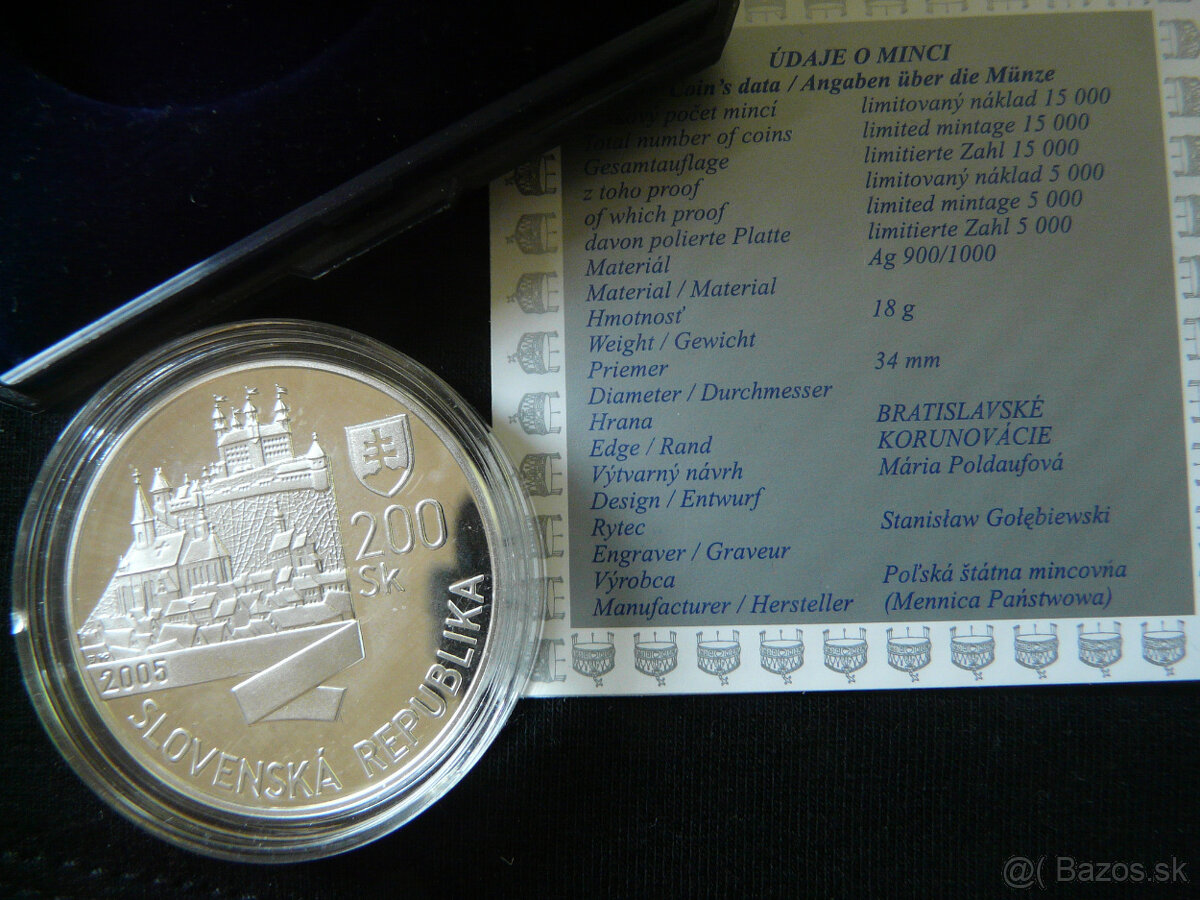 ÚDAJE O MINCI
Coin's data / Angaben über die Münze
počet mincí limitovaný náklad 15 000
Total number of coins limited mintage 15 000
Gesamtauflage limitierte Zahl 15 000
z toho proof limitovaný náklad 5 000
of which proof limited mintage 5 000
davon polierte Platte limitierte Zahl 5 000
Materiál Ag 900/1000
Material / Material
Hmotnosť 18 g
Weight / Gewicht
Priemer 34 mm
Diameter / Durchmesser
Hrana BRATISLAVSKÉ
Edge / Rand KORUNOVÁCIE
Výtvarný návrh Mária Poldaufová
Design / Entwurf
Rytec Stanisław Gołębiewski
Engraver / Graveur
Výrobca Poľská štátna mincovňa
Manufacturer / Hersteller (Mennica Państwowa)
200
Sk
2005
SLOVENSKÁ REPUBLIKA
@( Bazos.sk